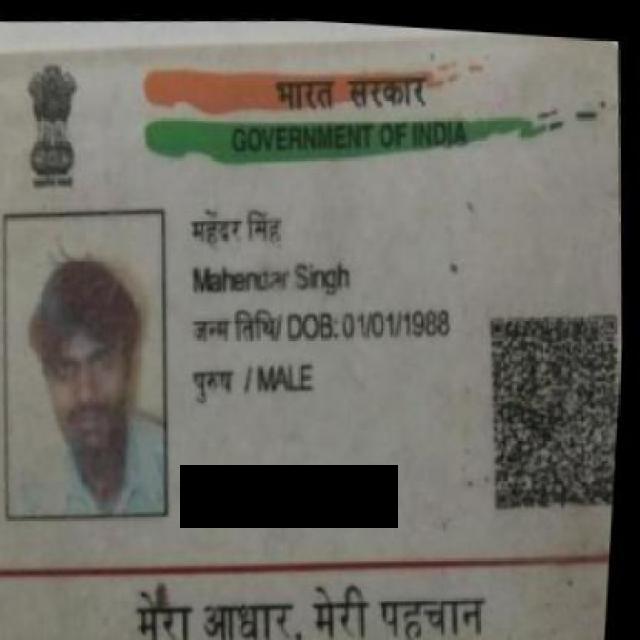 भारत सरकार
GOVERNMENT OF INDIA
महेंदर सिंह
Mahendar Singh
जन्म तिथि/ DOB: 01/01/1988
पुरुष / MALE
मेरा आधार, मेरी पहचान